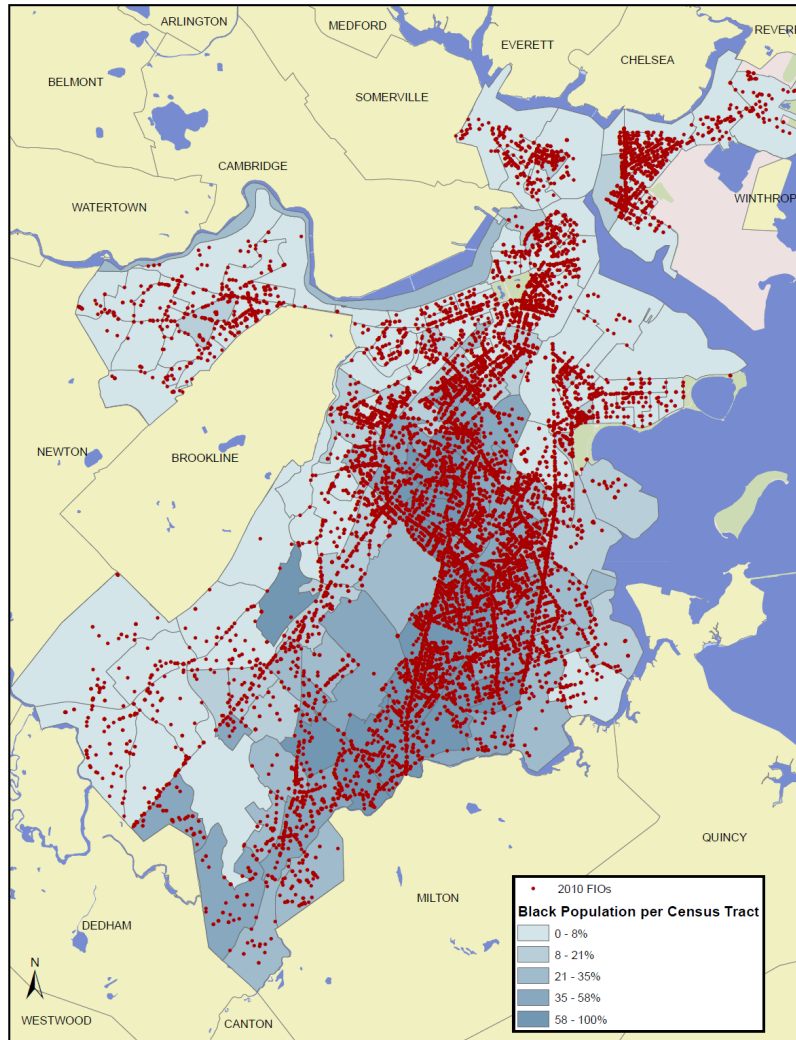 ARLINGTON
MEDFORD
REVERE
EVERETT
CHELSEA
BELMONT
SOMERVILLE
CAMBRIDGE
WATERTOWN
WINTHROP
NEWTON
BROOKLINE
QUINCY
MILTON
DEDHAM
N
WESTWOOD
CANTON
2010 FIOs
Black Population per Census Tract
0 - 8%
8 - 21%
21 - 35%
35 - 58%
58 - 100%